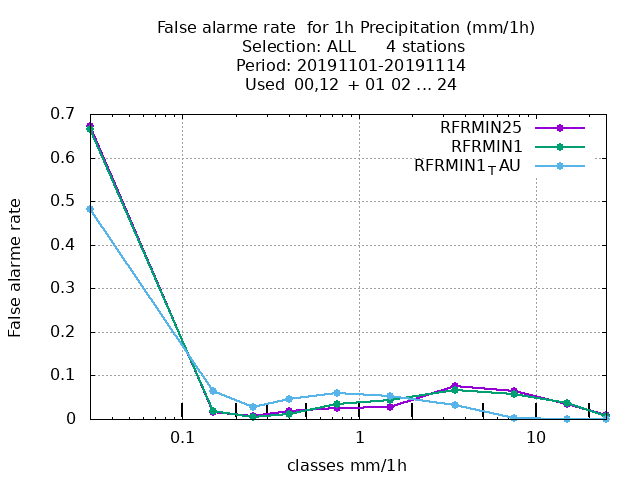 False alarme rate  for 1h Precipitation (mm/1h)
Selection: ALL      4 stations
Period: 20191101-20191114
Used  00,12  + 01 02 ... 24
RFRMIN25
RFRMIN1
RFRMIN1TAU
0.7
0.6
0.5
0.4
0.3
0.2
0.1
0
False alarme rate
0.1 1 10
classes mm/1h